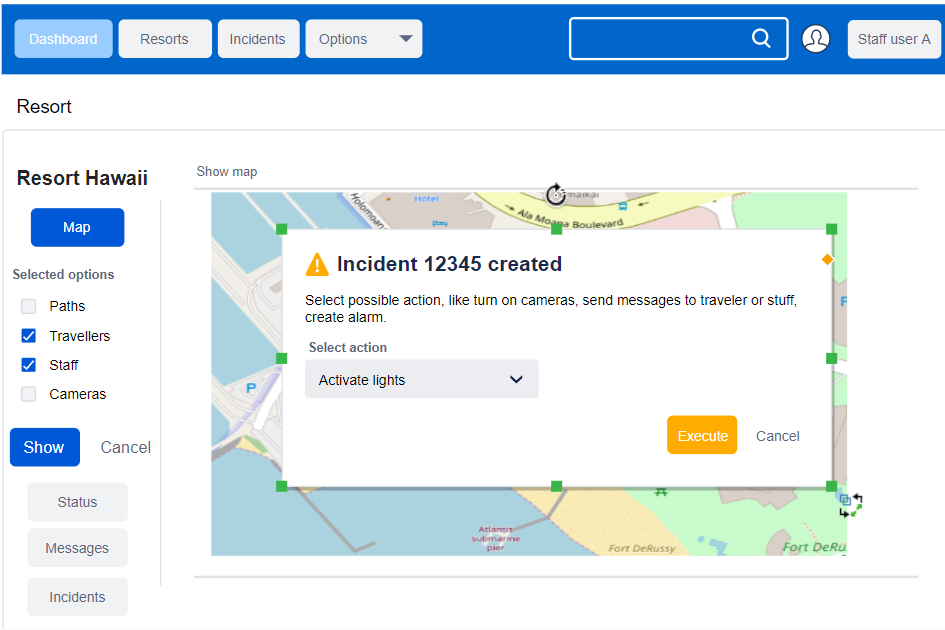 Dashboard
Resorts
Incidents
Options
Staff user A
Resort
Resort Hawaii
Show map
Map
Selected options
Paths
Travellers
Staff
Cameras
Show
Cancel
Status
Messages
Incidents
Hotel
Holomoan
Ala Moana Boulevard
Incident 12345 created
Select possible action, like turn on cameras, send messages to traveler or stuff,
create alarm.
Select action
Activate lights
Execute
Cancel
P
Atlantis
submarine
pier
Fort DeRussy
Fort DeRu